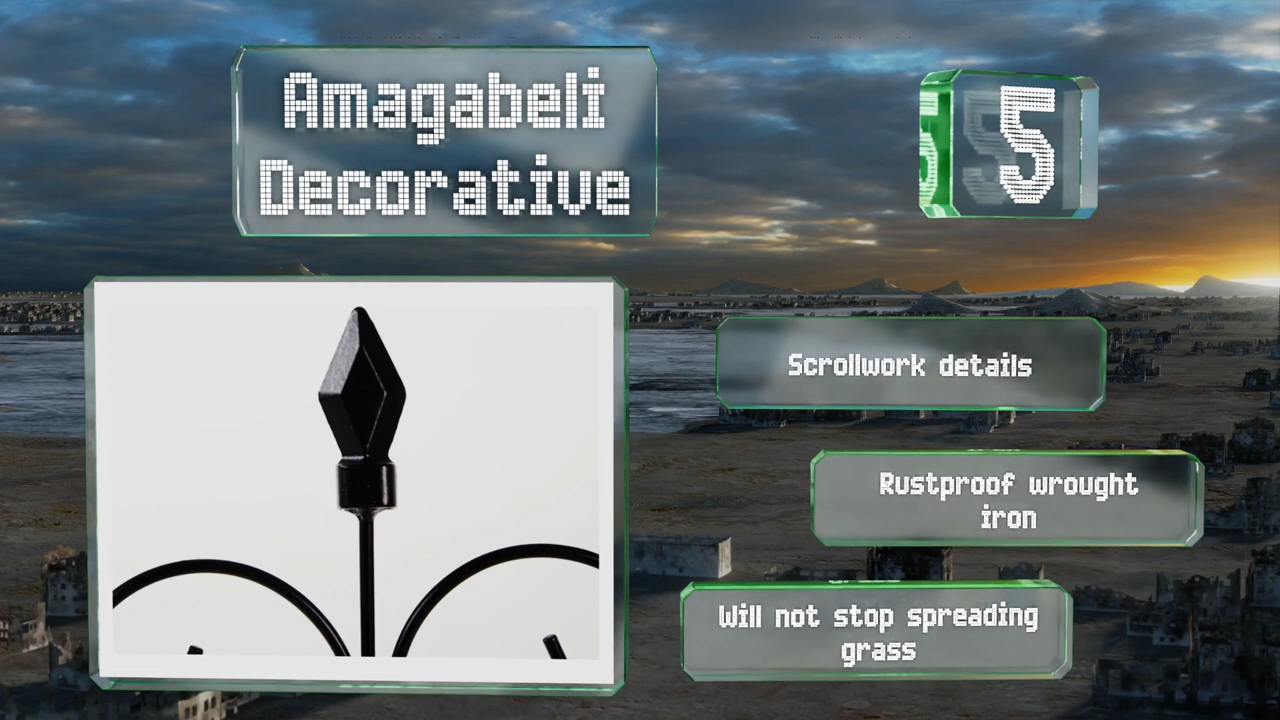 Amagabeli
Decorative
5
Scrollwork details
Rustproof wrought
iron
Will not stop spreading
grass